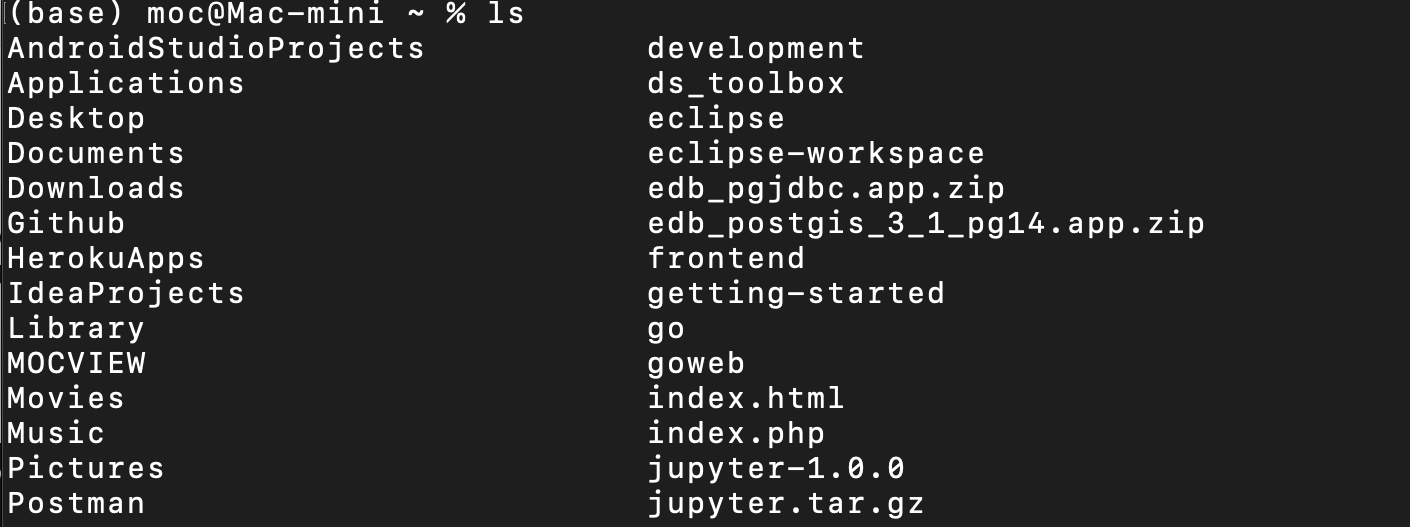 (base) moc@Mac-mini ~ % ls
AndroidStudioProjects development
Applications ds_toolbox
Desktop eclipse
Documents eclipse-workspace
Downloads edb_pgjdbc.app.zip
Github edb_postgis_3_1_pg14.app.zip
HerokuApps frontend
IdeaProjects getting-started
Library go
MOCVIEW goweb
Movies index.html
Music index.php
Pictures jupyter-1.0.0
Postman jupyter.tar.gz